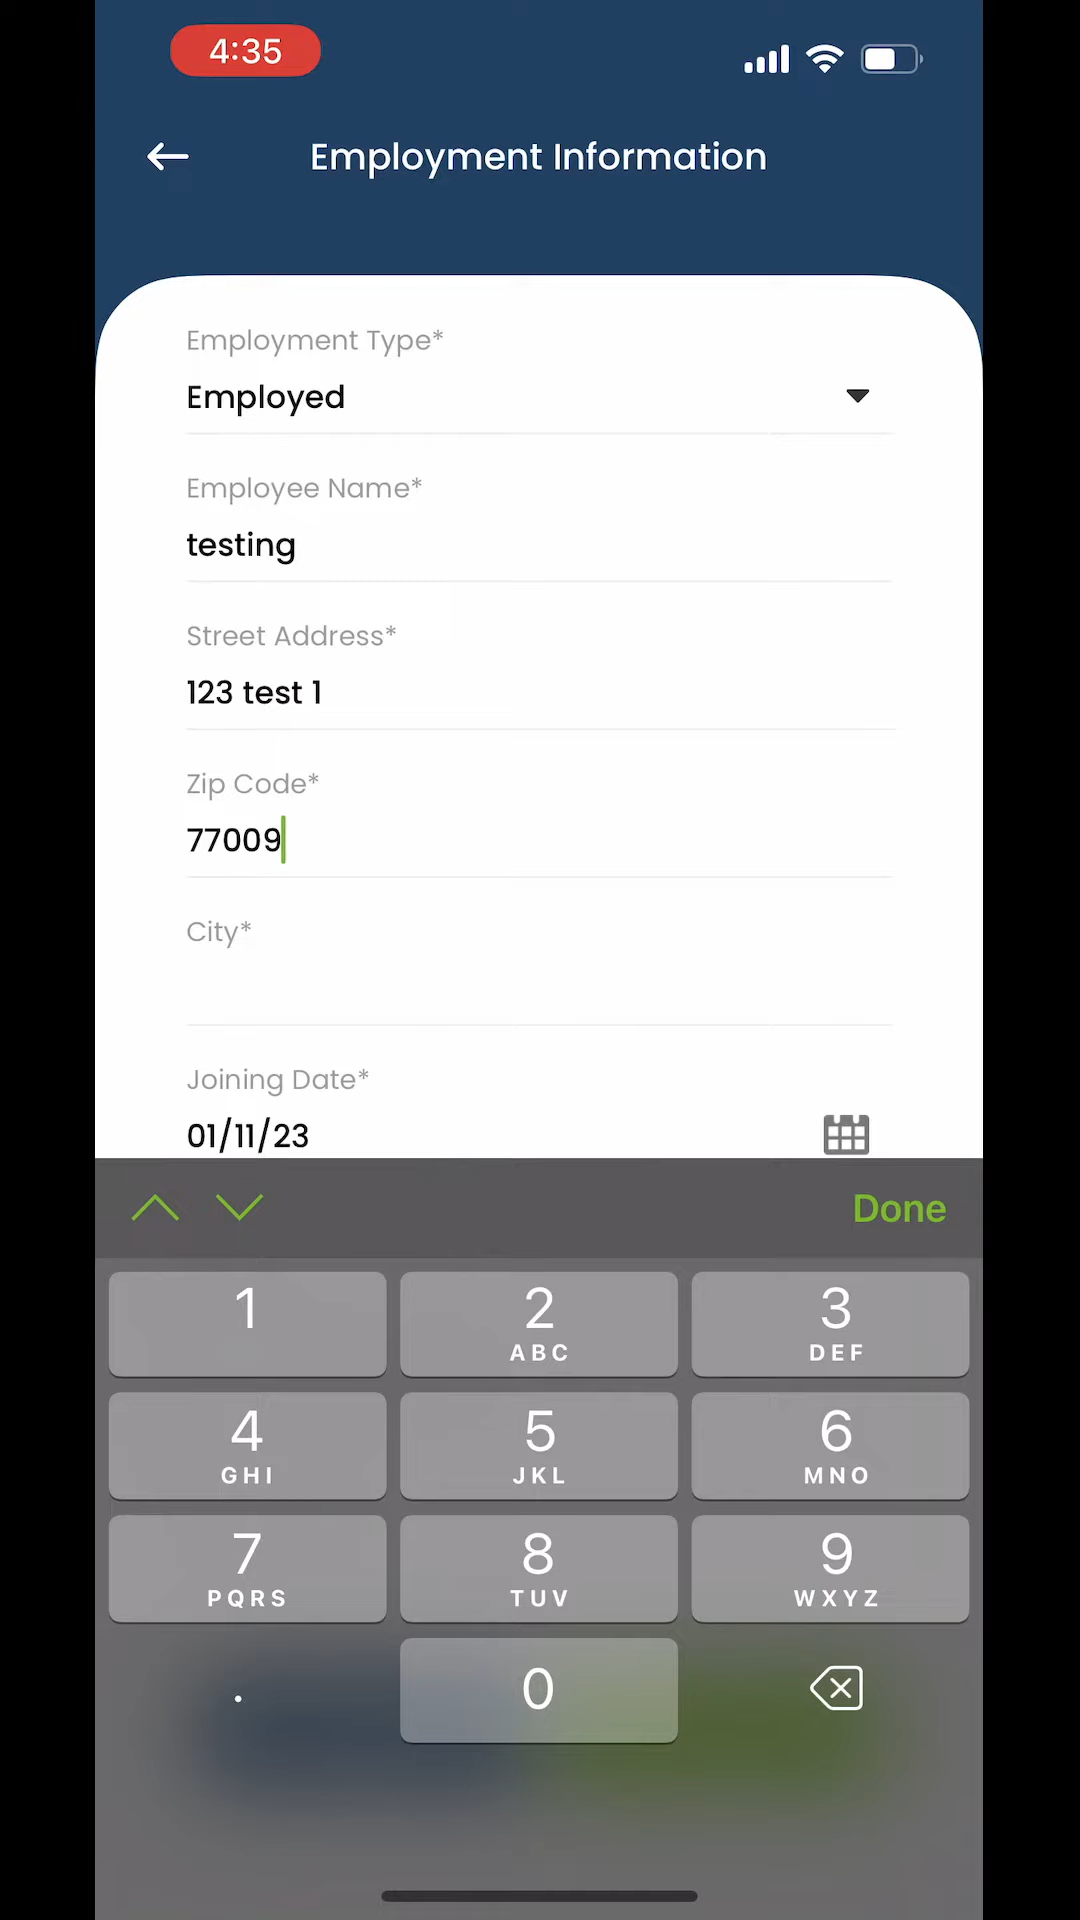 4:35
Employment Information
Employment Type*
Employed
Employee Name*
testing
Street Address*
123 test 1
Zip Code*
77009
City*
Joining Date*
01/11/23
Done
1 2 3
ABC DEF
4 5 6
GHI JKL MNO
7 8 9
PQRS TUV WXYZ
. 0